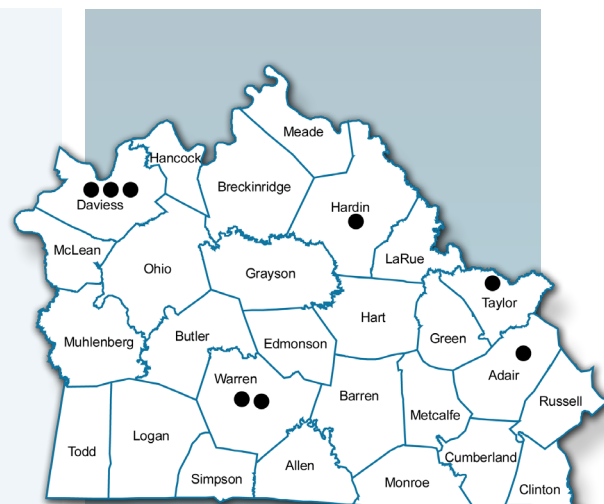 Meade
Hancock
Breckinridge
Daviess
Hardin
McLean
LaRue
Ohio
Grayson
Taylor
Hart
Green
Muhlenberg
Butler
Edmonson
Adair
Warren
Barren
Russell
Metcalfe
Logan
Todd
Cumberland
Allen
Simpson
Monroe
Clinton